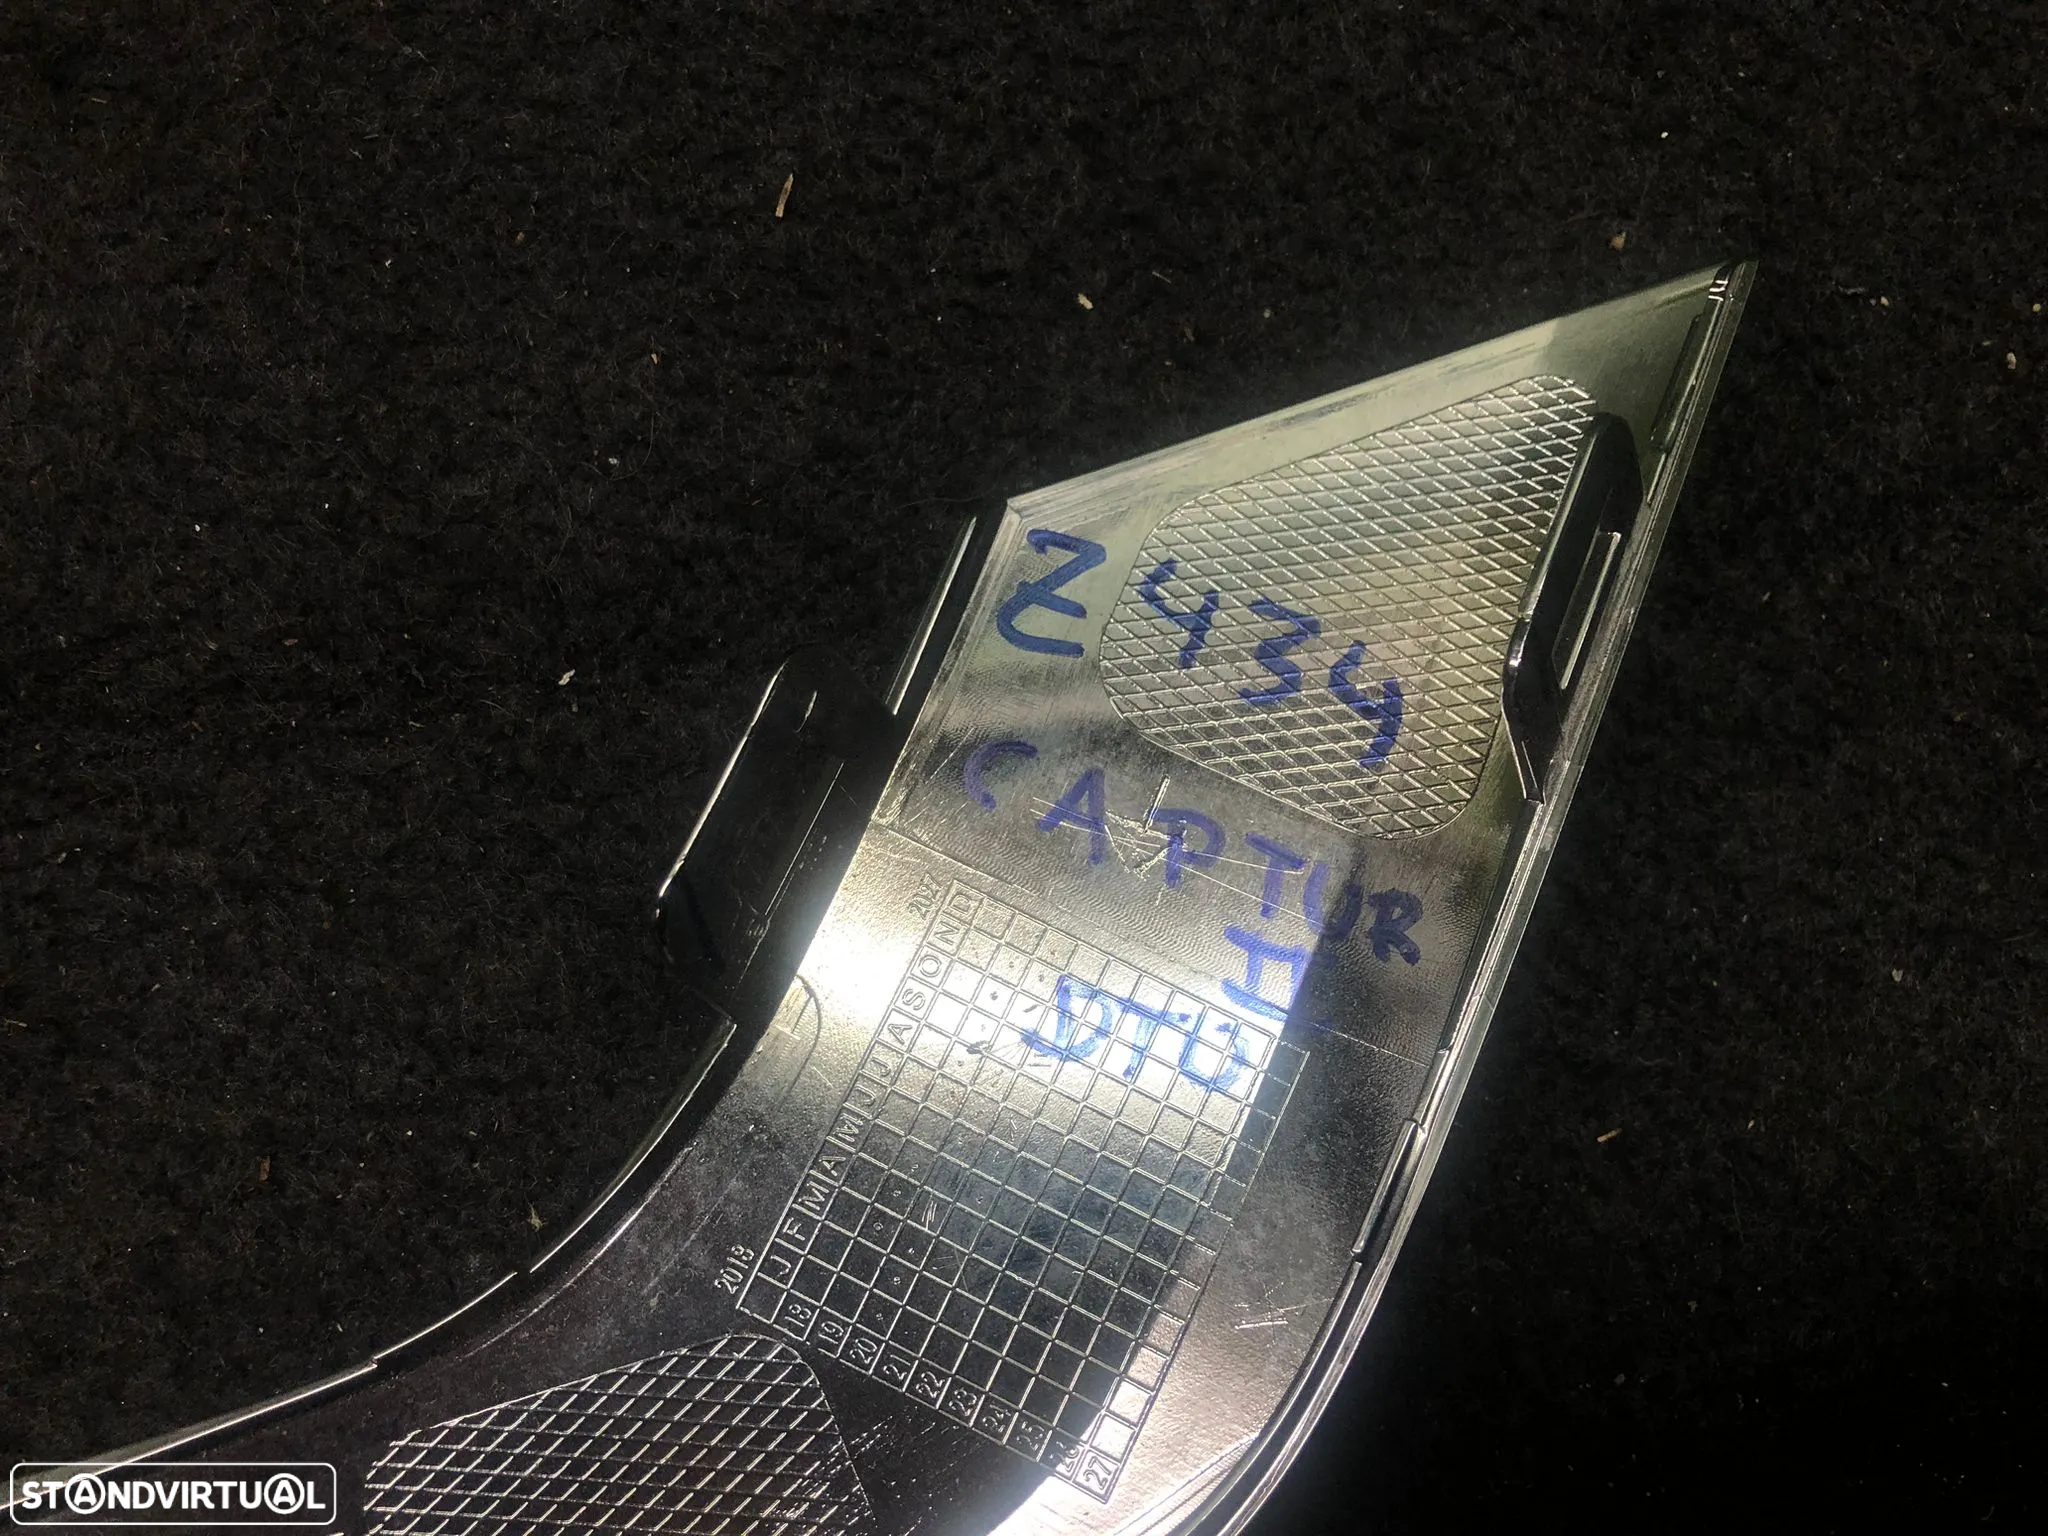 Z434
CAPTUR
II
DTO
2027
J F M A M J J A S O N D
2018
18 19 20 21 22 23 24 25 26 27
STANDVIRTUAL